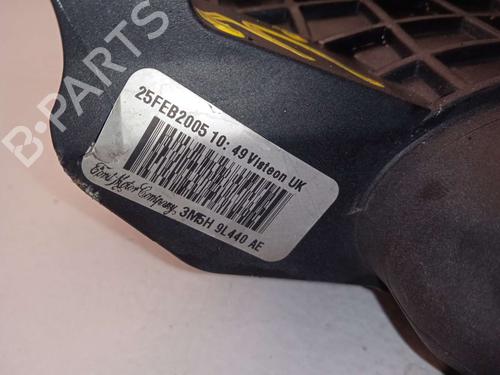 B-PARTS
25FEB2005 10:49 Visteon UK
Ford Motor Company, 3M5H 9L440 AE